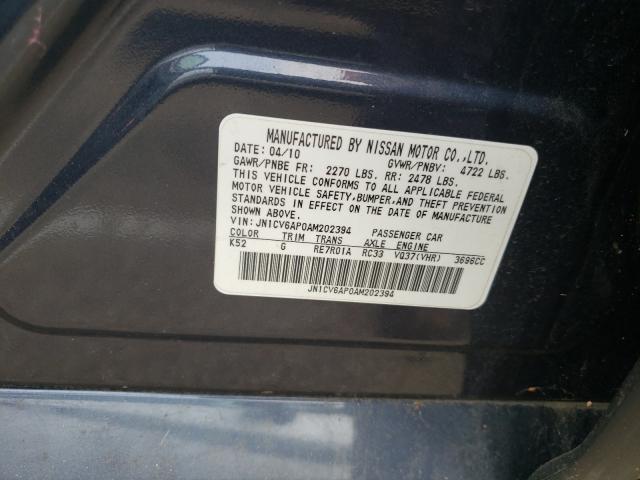 MANUFACTURED BY NISSAN MOTOR CO.,LTD.
DATE: 04/10 GVWR/PNBV: 4722 LBS.
GAWR/PNBE FR: 2270 LBS. RR: 2478 LBS.
THIS VEHICLE CONFORMS TO ALL APPLICABLE FEDERAL
MOTOR VEHICLE SAFETY,BUMPER,AND THEFT PREVENTION
STANDARDS IN EFFECT ON THE DATE OF MANUFACTURE
SHOWN ABOVE.
VIN: JN1CV6AP0AM202394 PASSENGER CAR
COLOR TRIM TRANS AXLE ENGINE
K52 G RE7R01A RC33 VQ37(VHR) 3696CC
JN1CV6AP0AM202394